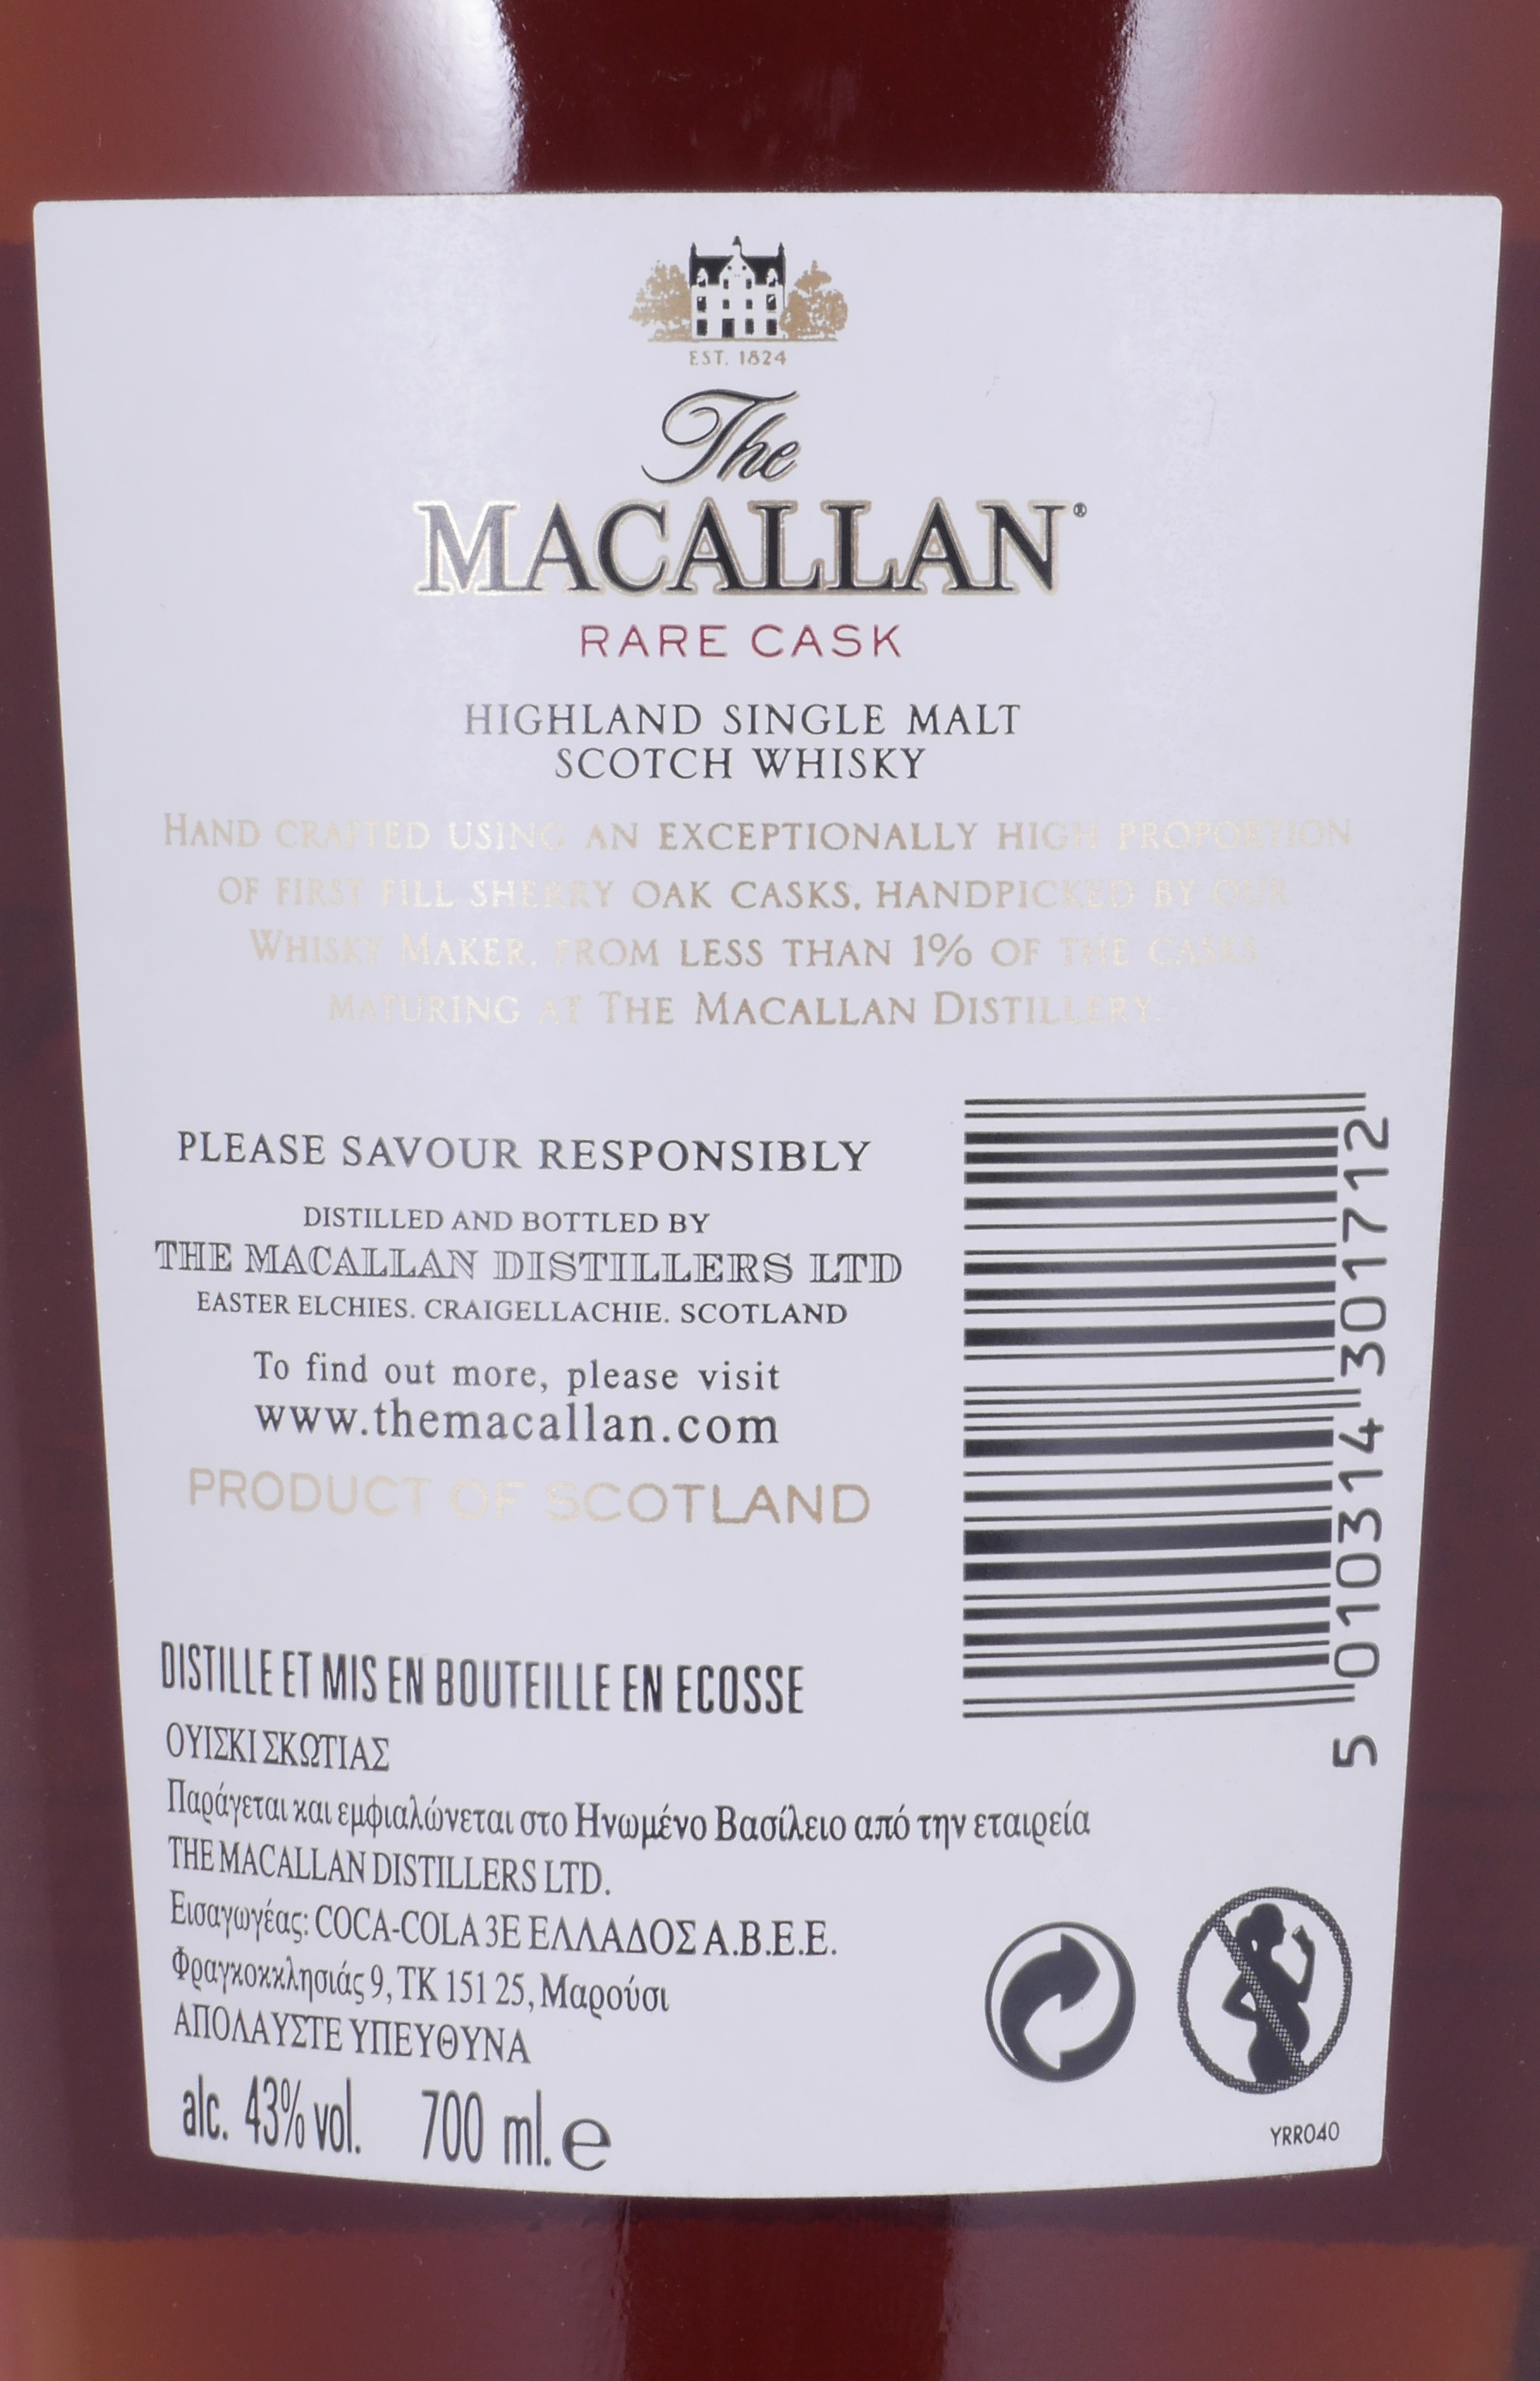 EST. 1824
The
MACALLAN®
RARE CASK
HIGHLAND SINGLE MALT
SCOTCH WHISKY
HAND CRAFTED USING AN EXCEPTIONALLY HIGH PROPORTION
OF FIRST FILL SHERRY OAK CASKS, HANDPICKED BY OUR
WHISKY MAKER, FROM LESS THAN 1% OF THE CASKS
MATURING AT THE MACALLAN DISTILLERY.
PLEASE SAVOUR RESPONSIBLY
DISTILLED AND BOTTLED BY
THE MACALLAN DISTILLERS LTD
EASTER ELCHIES. CRAIGELLACHIE. SCOTLAND
To find out more, please visit
www.themacallan.com
PRODUCT OF SCOTLAND
5 010314 301712
DISTILLE ET MIS EN BOUTEILLE EN ECOSSE
ΟΥΙΣΚΙ ΣΚΩΤΙΑΣ
Παράγεται και εμφιαλώνεται στο Ηνωμένο Βασίλειο από την εταιρεία
THE MACALLAN DISTILLERS LTD.
Εισαγωγέας: COCA-COLA 3E ΕΛΛΑΔΟΣ Α.Β.Ε.Ε.
Φραγκοκκλησιάς 9, ΤΚ 151 25, Μαρούσι
ΑΠΟΛΑΥΣΤΕ ΥΠΕΥΘΥΝΑ
alc. 43% vol. 700 ml. e
YRR040